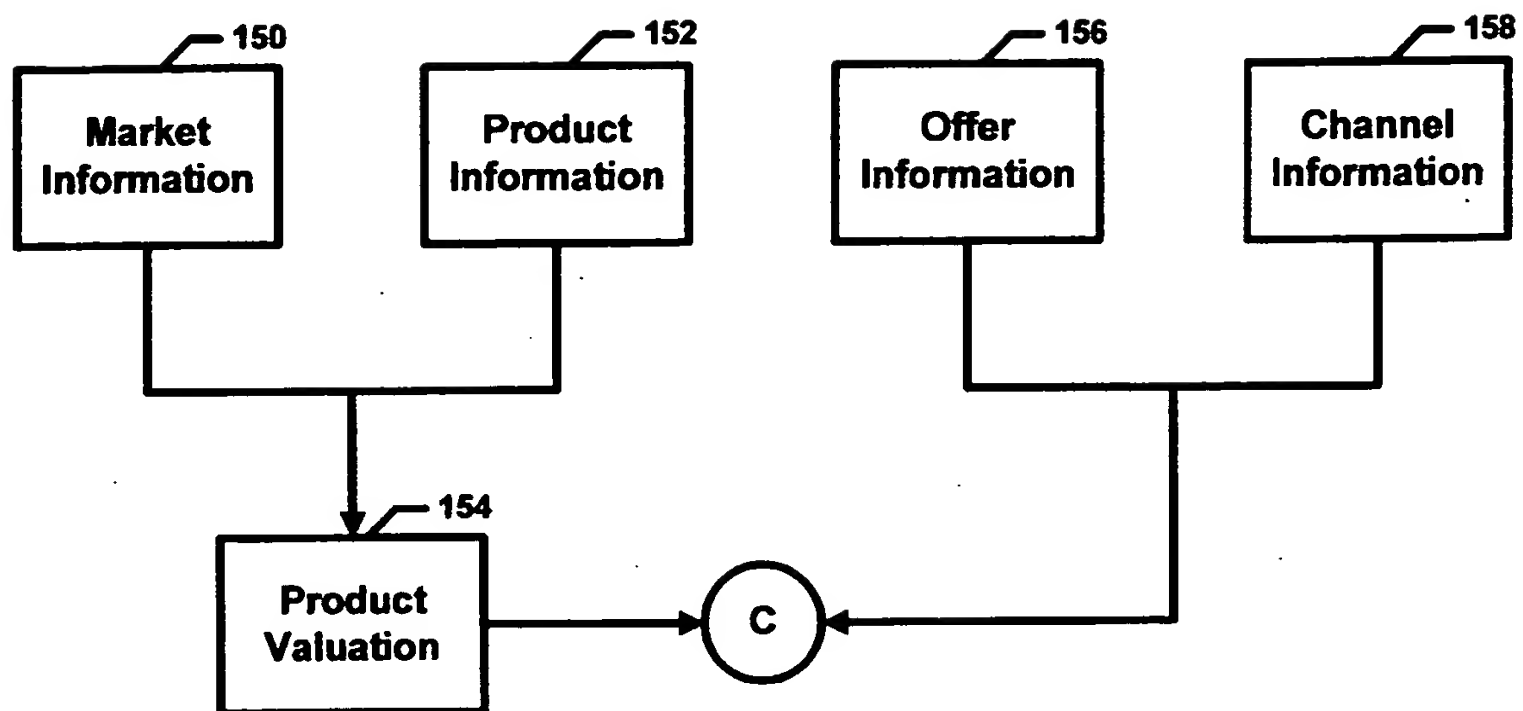 150
Market
Information
152
Product
Information
156
Offer
Information
158
Channel
Information
154
Product
Valuation
C